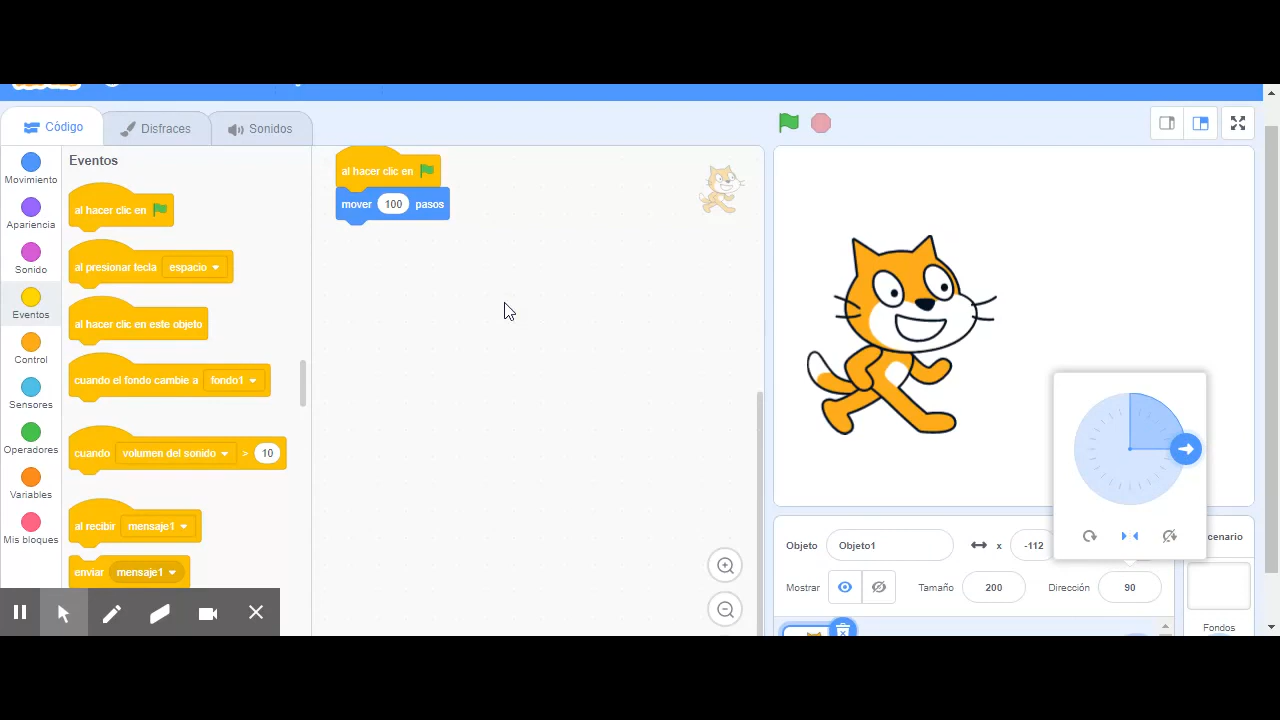 Código
Disfraces
Sonidos
Movimiento
Apariencia
Sonido
Eventos
Control
Sensores
Operadores
Variables
Mis bloques
Eventos
al hacer clic en
al presionar tecla espacio
al hacer clic en este objeto
cuando el fondo cambie a fondo1
cuando volumen del sonido > 10
al recibir mensaje1
enviar mensaje1
al hacer clic en
mover 100 pasos
Objeto Objeto1 x -112
Mostrar Tamaño 200 Dirección 90
cenario
Fondos